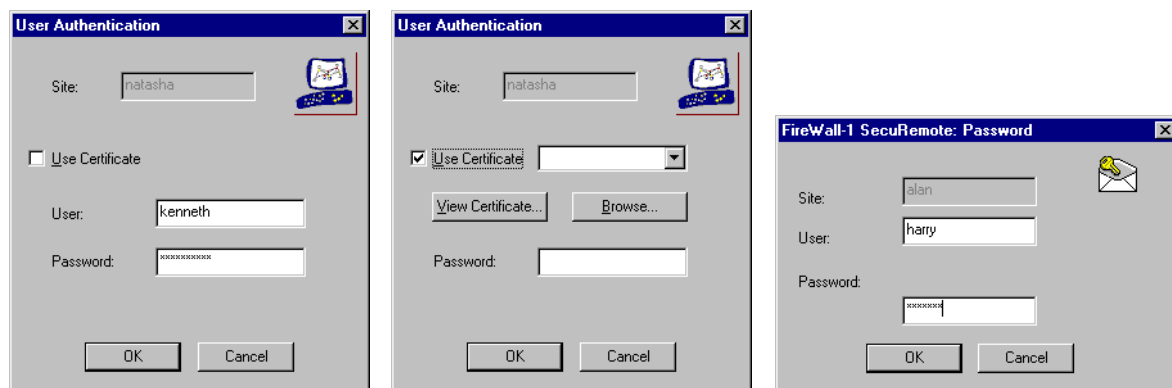 User Authentication
Site: natasha
Use Certificate
User: kenneth
Password: **********
OK Cancel
User Authentication
Site: natasha
Use Certificate
View Certificate... Browse...
Password:
OK Cancel
FireWall-1 SecuRemote: Password
Site: alan
User: harry
Password:
*******
OK Cancel